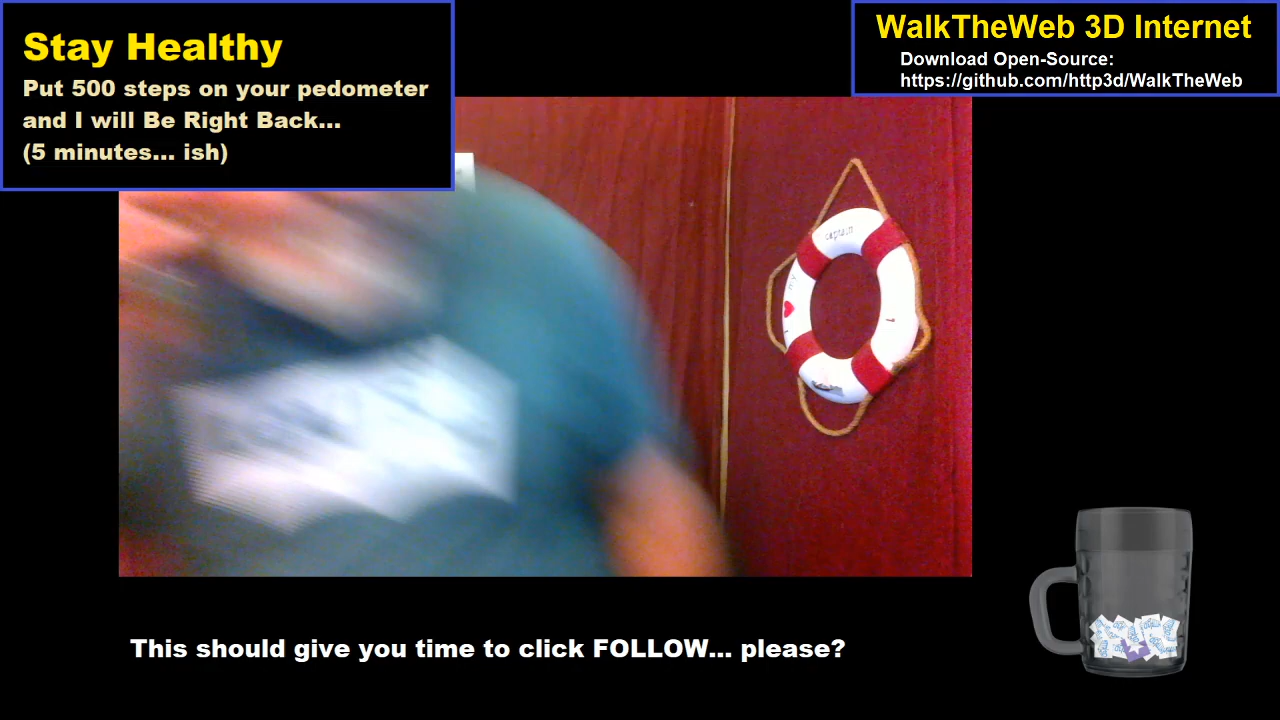 Stay Healthy
Put 500 steps on your pedometer
and I will Be Right Back...
(5 minutes... ish)
WalkTheWeb 3D Internet
Download Open-Source:
https://github.com/http3d/WalkTheWeb
captain
This should give you time to click FOLLOW... please?